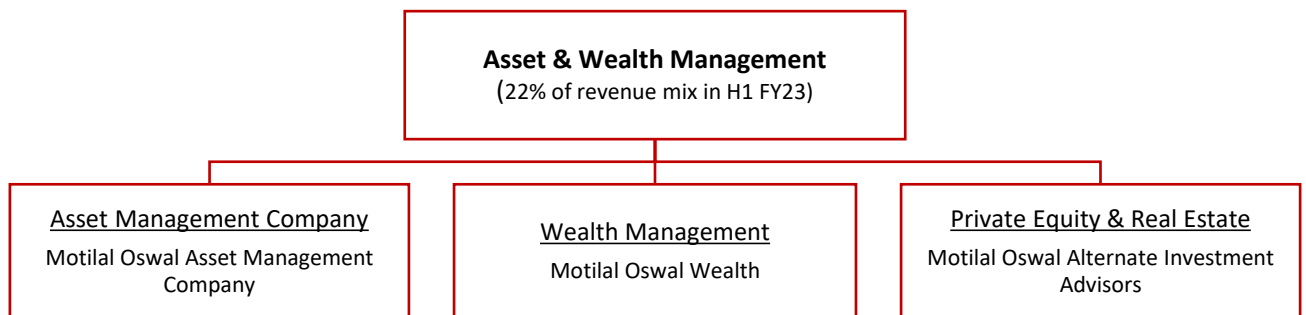 Asset & Wealth Management
(22% of revenue mix in H1 FY23)
Asset Management Company
Motilal Oswal Asset Management
Company
Wealth Management
Motilal Oswal Wealth
Private Equity & Real Estate
Motilal Oswal Alternate Investment
Advisors